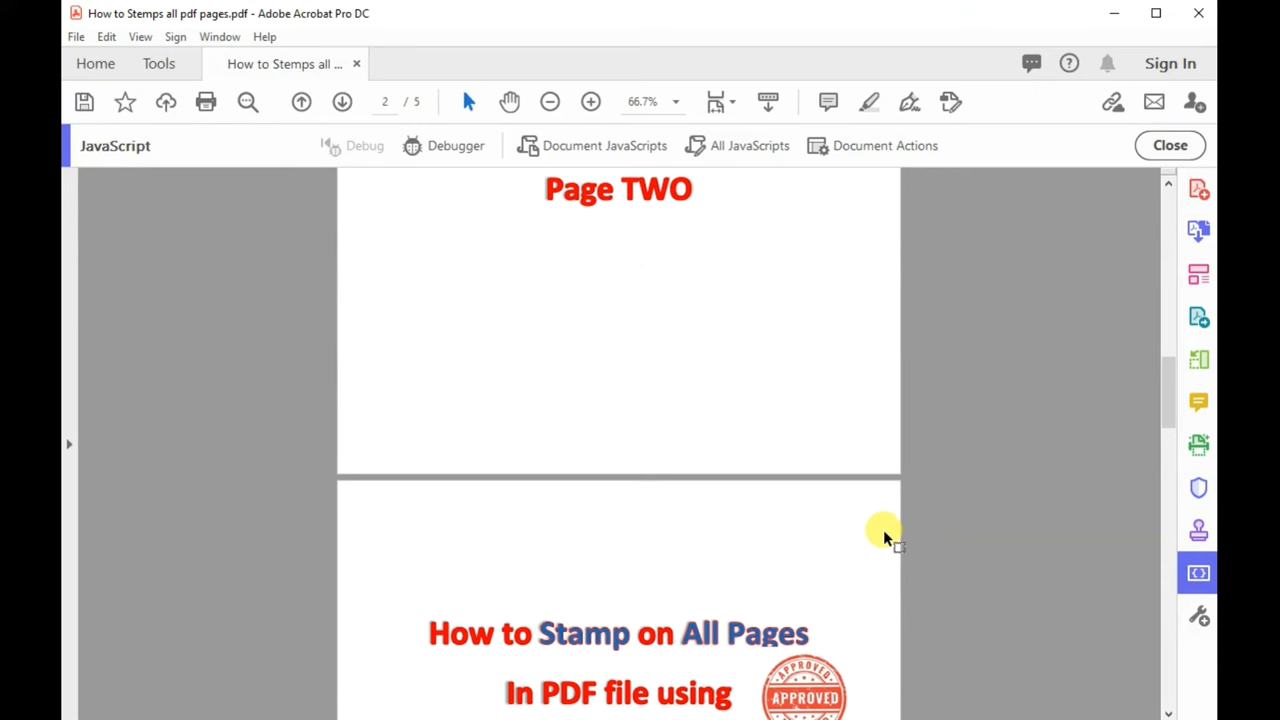 How to Stemps all pdf pages.pdf - Adobe Acrobat Pro DC
File Edit View Sign Window Help
Home Tools How to Stemps all ... × Sign In
2 / 5 66.7%
JavaScript Debug Debugger Document JavaScripts All JavaScripts Document Actions Close
Page TWO
How to Stamp on All Pages
In PDF file using
APPROVED
APPROVED